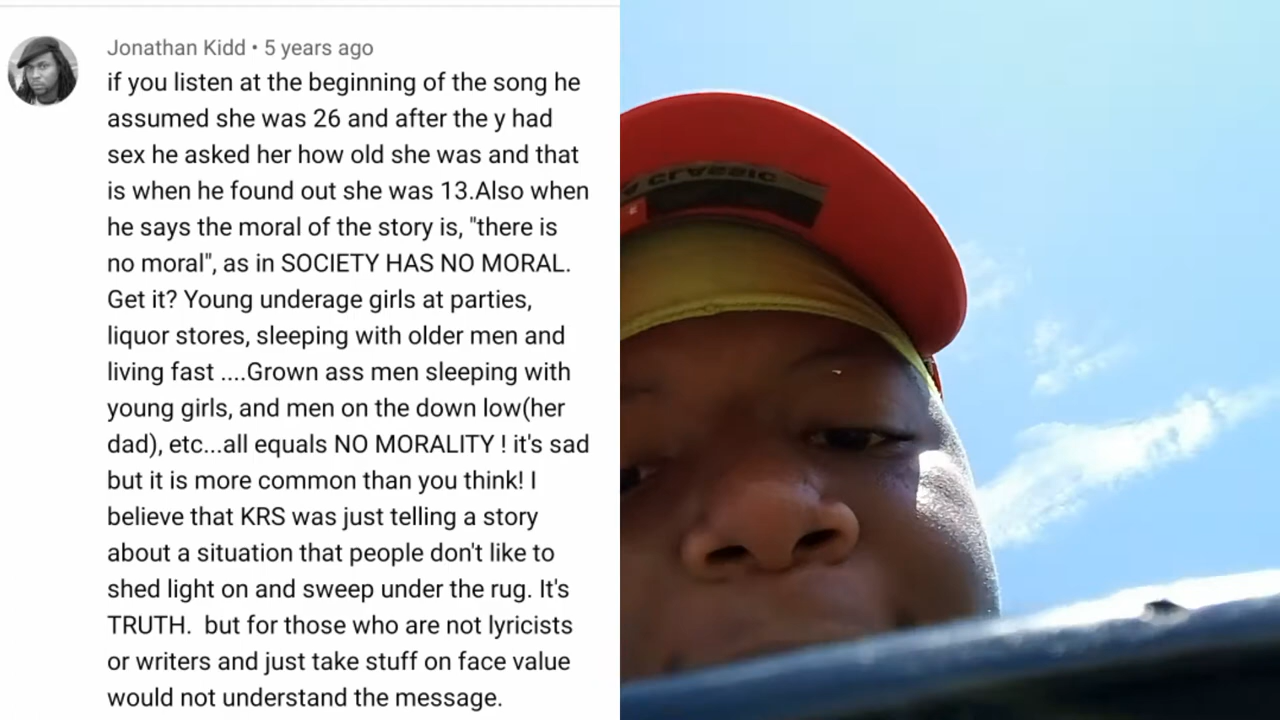 Jonathan Kidd • 5 years ago
if you listen at the beginning of the song he
assumed she was 26 and after the y had
sex he asked her how old she was and that
is when he found out she was 13.Also when
he says the moral of the story is, "there is
no moral", as in SOCIETY HAS NO MORAL.
Get it? Young underage girls at parties,
liquor stores, sleeping with older men and
living fast ....Grown ass men sleeping with
young girls, and men on the down low(her
dad), etc...all equals NO MORALITY ! it's sad
but it is more common than you think! I
believe that KRS was just telling a story
about a situation that people don't like to
shed light on and sweep under the rug. It's
TRUTH.  but for those who are not lyricists
or writers and just take stuff on face value
would not understand the message.
CLASSIC